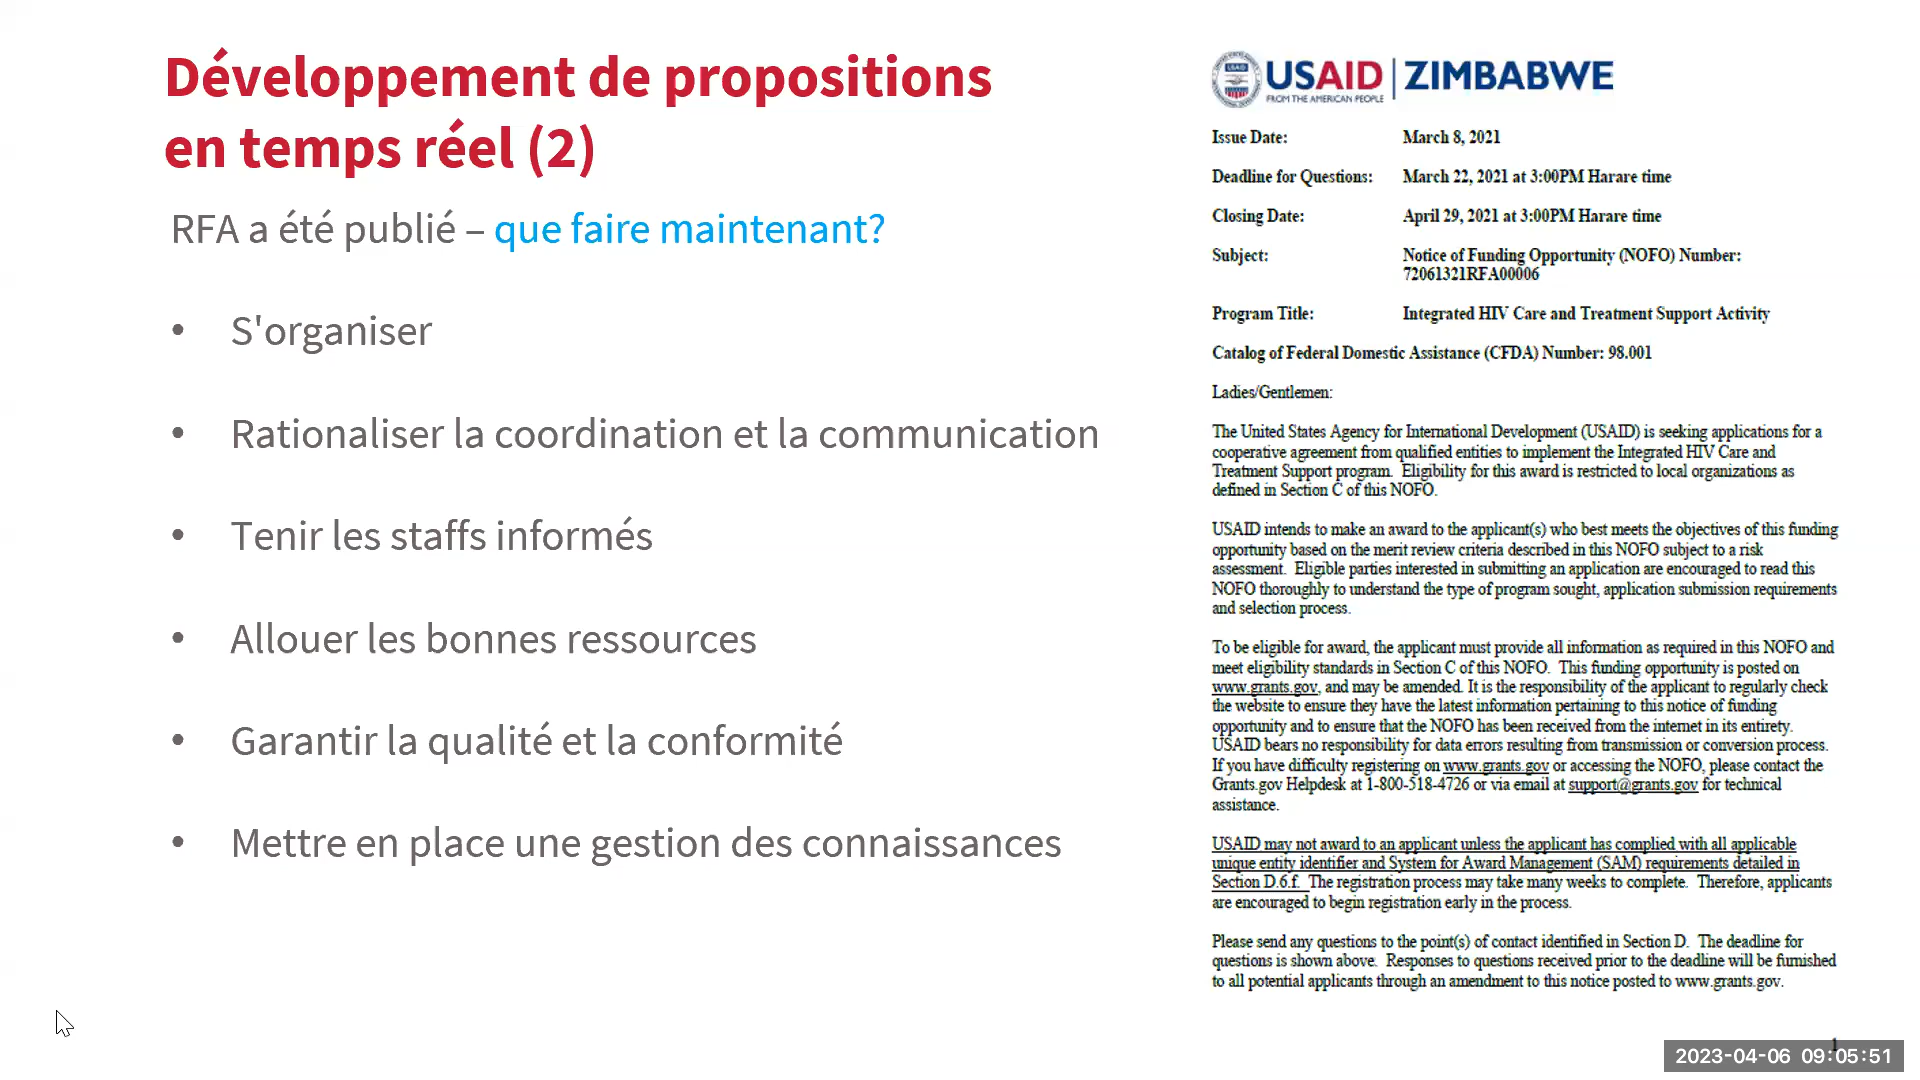 Développement de propositions
en temps réel (2)
RFA a été publié – que faire maintenant?
• S'organiser
• Rationaliser la coordination et la communication
• Tenir les staffs informés
• Allouer les bonnes ressources
• Garantir la qualité et la conformité
• Mettre en place une gestion des connaissances
USAID
USAID | ZIMBABWE
FROM THE AMERICAN PEOPLE
Issue Date: March 8, 2021
Deadline for Questions: March 22, 2021 at 3:00PM Harare time
Closing Date: April 29, 2021 at 3:00PM Harare time
Subject: Notice of Funding Opportunity (NOFO) Number:
72061321RFA00006
Program Title: Integrated HIV Care and Treatment Support Activity
Catalog of Federal Domestic Assistance (CFDA) Number: 98.001
Ladies/Gentlemen:
The United States Agency for International Development (USAID) is seeking applications for a
cooperative agreement from qualified entities to implement the Integrated HIV Care and
Treatment Support program. Eligibility for this award is restricted to local organizations as
defined in Section C of this NOFO.
USAID intends to make an award to the applicant(s) who best meets the objectives of this funding
opportunity based on the merit review criteria described in this NOFO subject to a risk
assessment. Eligible parties interested in submitting an application are encouraged to read this
NOFO thoroughly to understand the type of program sought, application submission requirements
and selection process.
To be eligible for award, the applicant must provide all information as required in this NOFO and
meet eligibility standards in Section C of this NOFO. This funding opportunity is posted on
www.grants.gov, and may be amended. It is the responsibility of the applicant to regularly check
the website to ensure they have the latest information pertaining to this notice of funding
opportunity and to ensure that the NOFO has been received from the internet in its entirety.
USAID bears no responsibility for data errors resulting from transmission or conversion process.
If you have difficulty registering on www.grants.gov or accessing the NOFO, please contact the
Grants.gov Helpdesk at 1-800-518-4726 or via email at support@grants.gov for technical
assistance.
USAID may not award to an applicant unless the applicant has complied with all applicable
unique entity identifier and System for Award Management (SAM) requirements detailed in
Section D.6.f. The registration process may take many weeks to complete. Therefore, applicants
are encouraged to begin registration early in the process.
Please send any questions to the point(s) of contact identified in Section D. The deadline for
questions is shown above. Responses to questions received prior to the deadline will be furnished
to all potential applicants through an amendment to this notice posted to www.grants.gov.
1
2023-04-06 09:05:51